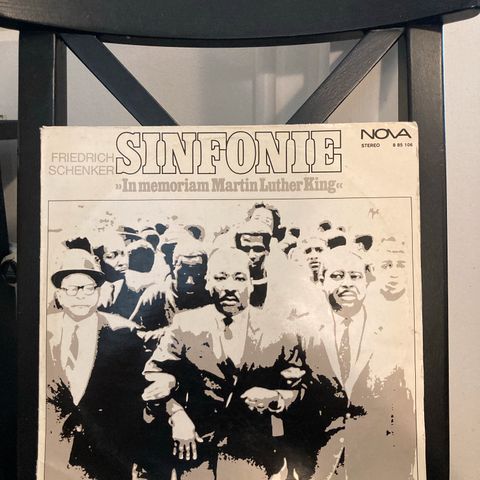 FRIEDRICH
SCHENKER
SINFONIE
»In memoriam Martin Luther King«
NOVA
STEREO 8 85 106